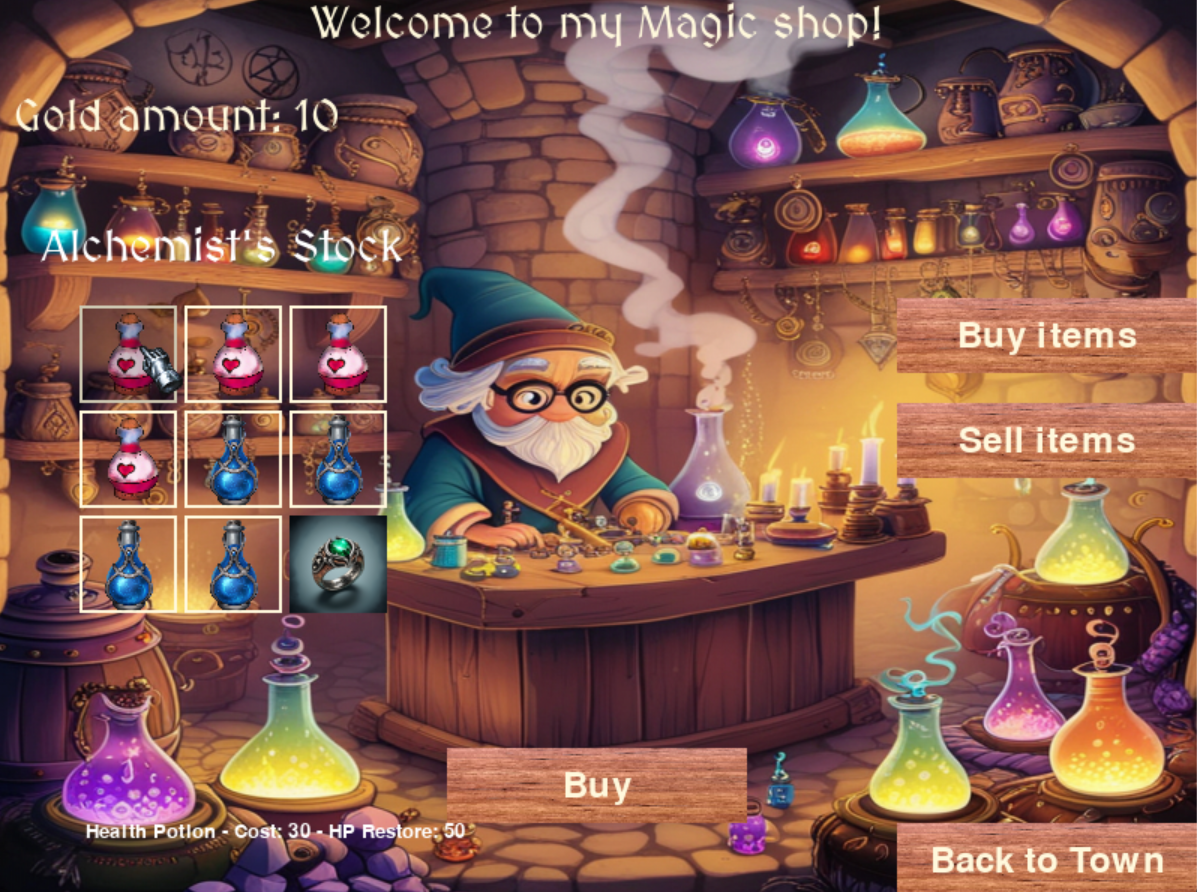 Welcome to my Magic shop!
Gold amount: 10
Alchemist's Stock
Buy items
Sell items
Buy
Health Potion - Cost: 30 - HP Restore: 50
Back to Town